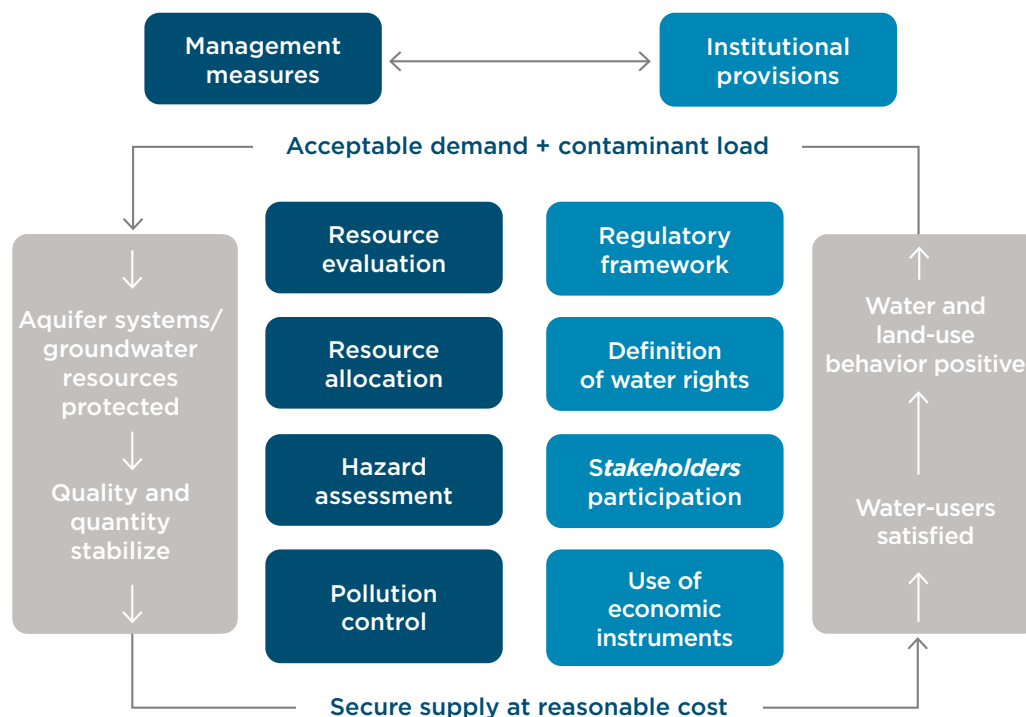 Management
measures
Institutional
provisions
Acceptable demand + contaminant load
Aquifer systems/
groundwater
resources
protected
Quality and
quantity
stabilize
Resource
evaluation
Resource
allocation
Hazard
assessment
Pollution
control
Regulatory
framework
Definition
of water rights
Stakeholders
participation
Use of
economic
instruments
Water and
land-use
behavior positive
Water-users
satisfied
Secure supply at reasonable cost